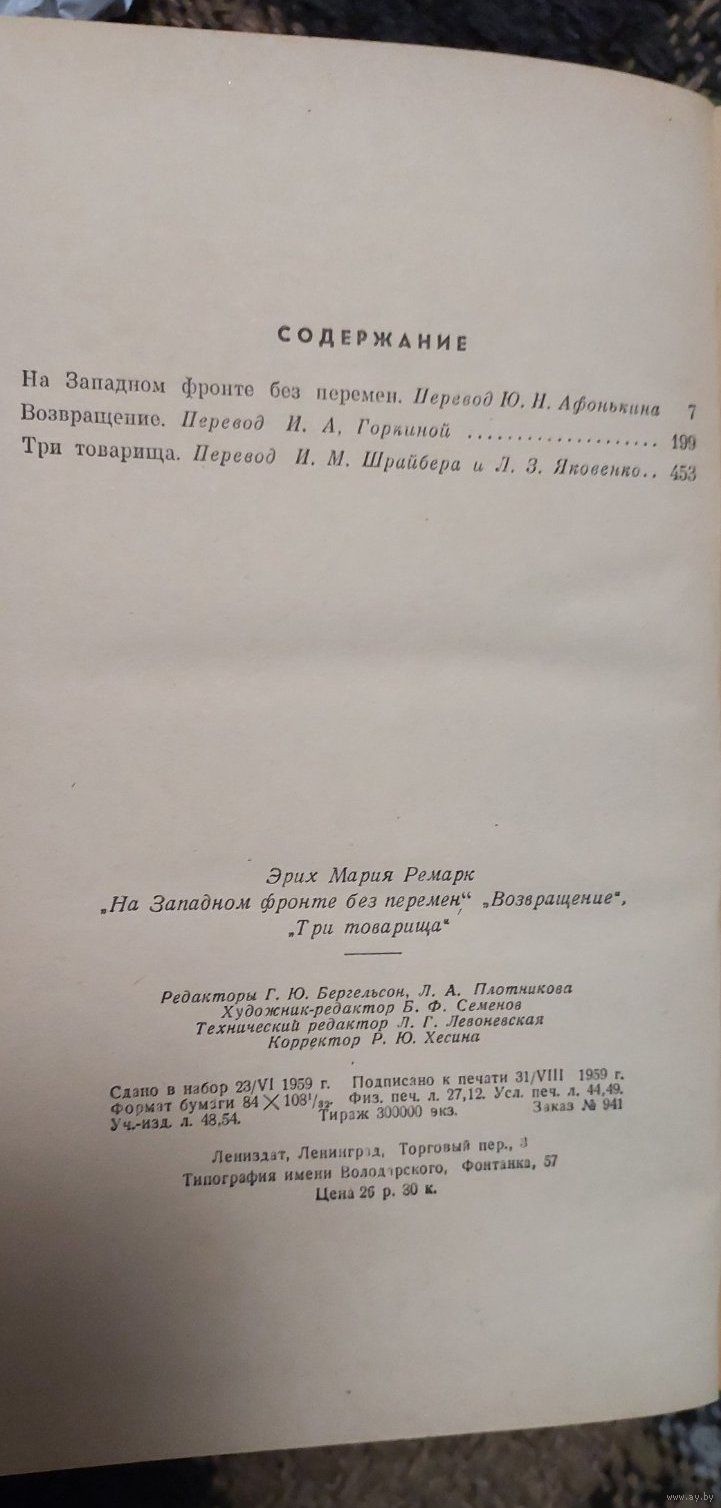 СОДЕРЖАНИЕ
На Западном фронте без перемен. Перевод Ю. Н. Афонькина 7
Возвращение. Перевод И. А. Горкиной .................... 199
Три товарища. Перевод И. М. Шрайбера и Л. З. Яковенко.. 453
Эрих Мария Ремарк
„На Западном фронте без перемен“ „Возвращение“,
„Три товарища“
Редакторы Г. Ю. Бергельсон, Л. А. Плотникова
Художник-редактор Б. Ф. Семенов
Технический редактор Л. Г. Левоневская
Корректор Р. Ю. Хесина
Сдано в набор 23/VI 1959 г. Подписано к печати 31/VIII 1959 г.
Формат бумаги 84×108¹/₃₂. Физ. печ. л. 27,12. Усл. печ. л. 44,49.
Уч.-изд. л. 48,54. Тираж 300000 экз. Заказ № 941
Лениздат, Ленинград, Торговый пер., 3
Типография имени Володарского, Фонтанка, 57
Цена 26 р. 30 к.
www.ay.by